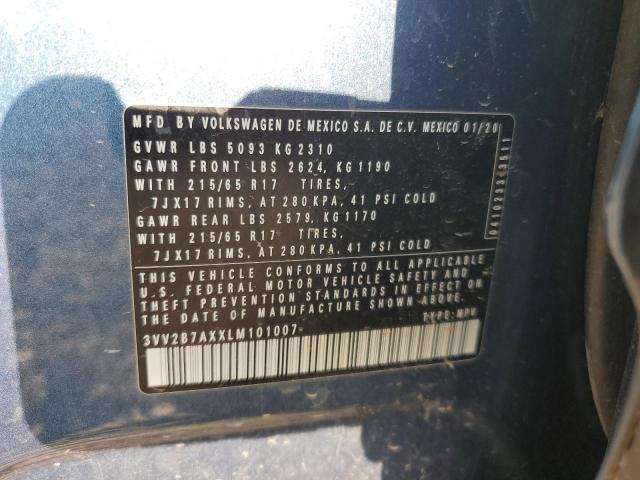 MFD BY VOLKSWAGEN DE MEXICO S.A. DE C.V. MEXICO 01/20
GVWR LBS 5093 KG 2310
GAWR FRONT LBS 2624, KG 1190
WITH 215/65 R17 TIRES,
7JX17 RIMS, AT 280 KPA, 41 PSI COLD
GAWR REAR LBS 2579, KG 1170
WITH 215/65 R17 TIRES,
7JX17 RIMS, AT 280 KPA, 41 PSI COLD
THIS VEHICLE CONFORMS TO ALL APPLICABLE
U.S. FEDERAL MOTOR VEHICLE SAFETY AND
THEFT PREVENTION STANDARDS IN EFFECT ON
THE DATE OF MANUFACTURE SHOWN ABOVE.
3VV2B7AXXLM101007 TYPE: MPV